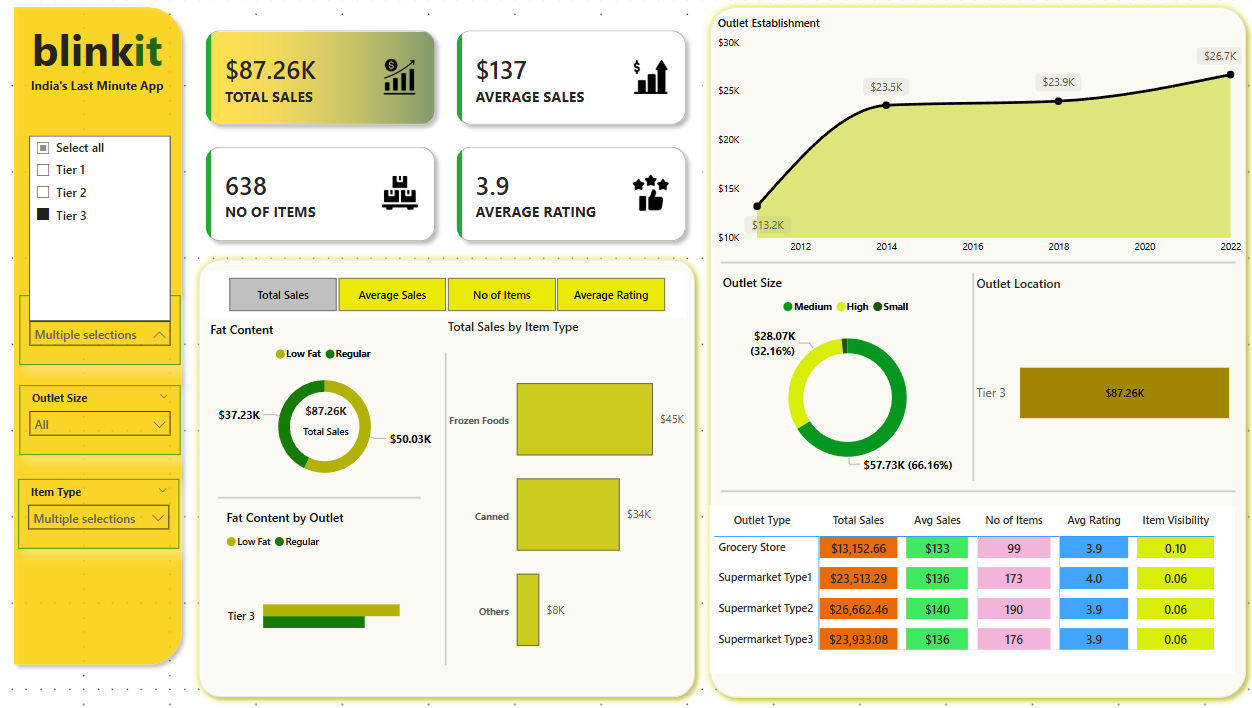 blinkit
India's Last Minute App
Select all
Tier 1
Tier 2
Tier 3
Multiple selections
Outlet Size
All
Item Type
Multiple selections
$87.26K
TOTAL SALES
$137
AVERAGE SALES
638
NO OF ITEMS
3.9
AVERAGE RATING
Total Sales
Average Sales
No of Items
Average Rating
Fat Content
Low Fat Regular
$37.23K
$87.26K
Total Sales
$50.03K
Fat Content by Outlet
Low Fat Regular
Tier 3
Total Sales by Item Type
Frozen Foods
$45K
Canned
$34K
Others
$8K
Outlet Establishment
$30K
$25K
$20K
$15K
$10K
$13.2K
$23.5K
$23.9K
$26.7K
2012 2014 2016 2018 2020 2022
Outlet Size
Medium High Small
$28.07K
(32.16%)
$57.73K (66.16%)
Outlet Location
Tier 3
$87.26K
Outlet Type Total Sales Avg Sales No of Items Avg Rating Item Visibility
Grocery Store $13,152.66 $133 99 3.9 0.10
Supermarket Type1 $23,513.29 $136 173 4.0 0.06
Supermarket Type2 $26,662.46 $140 190 3.9 0.06
Supermarket Type3 $23,933.08 $136 176 3.9 0.06